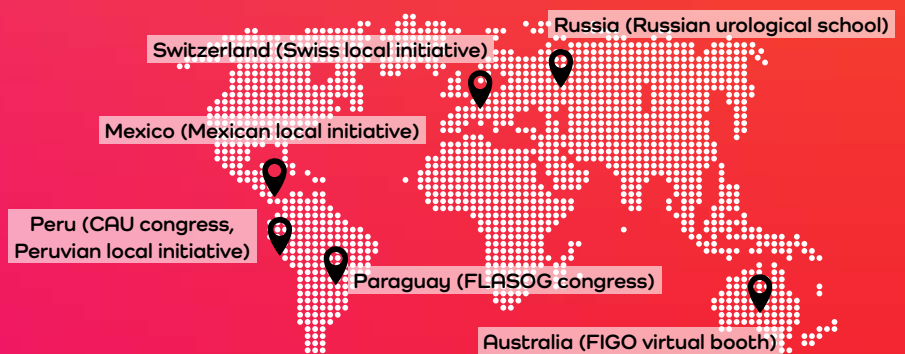 Russia (Russian urological school)
Switzerland (Swiss local initiative)
Mexico (Mexican local initiative)
Peru (CAU congress,
Peruvian local initiative)
Paraguay (FLASOG congress)
Australia (FIGO virtual booth)